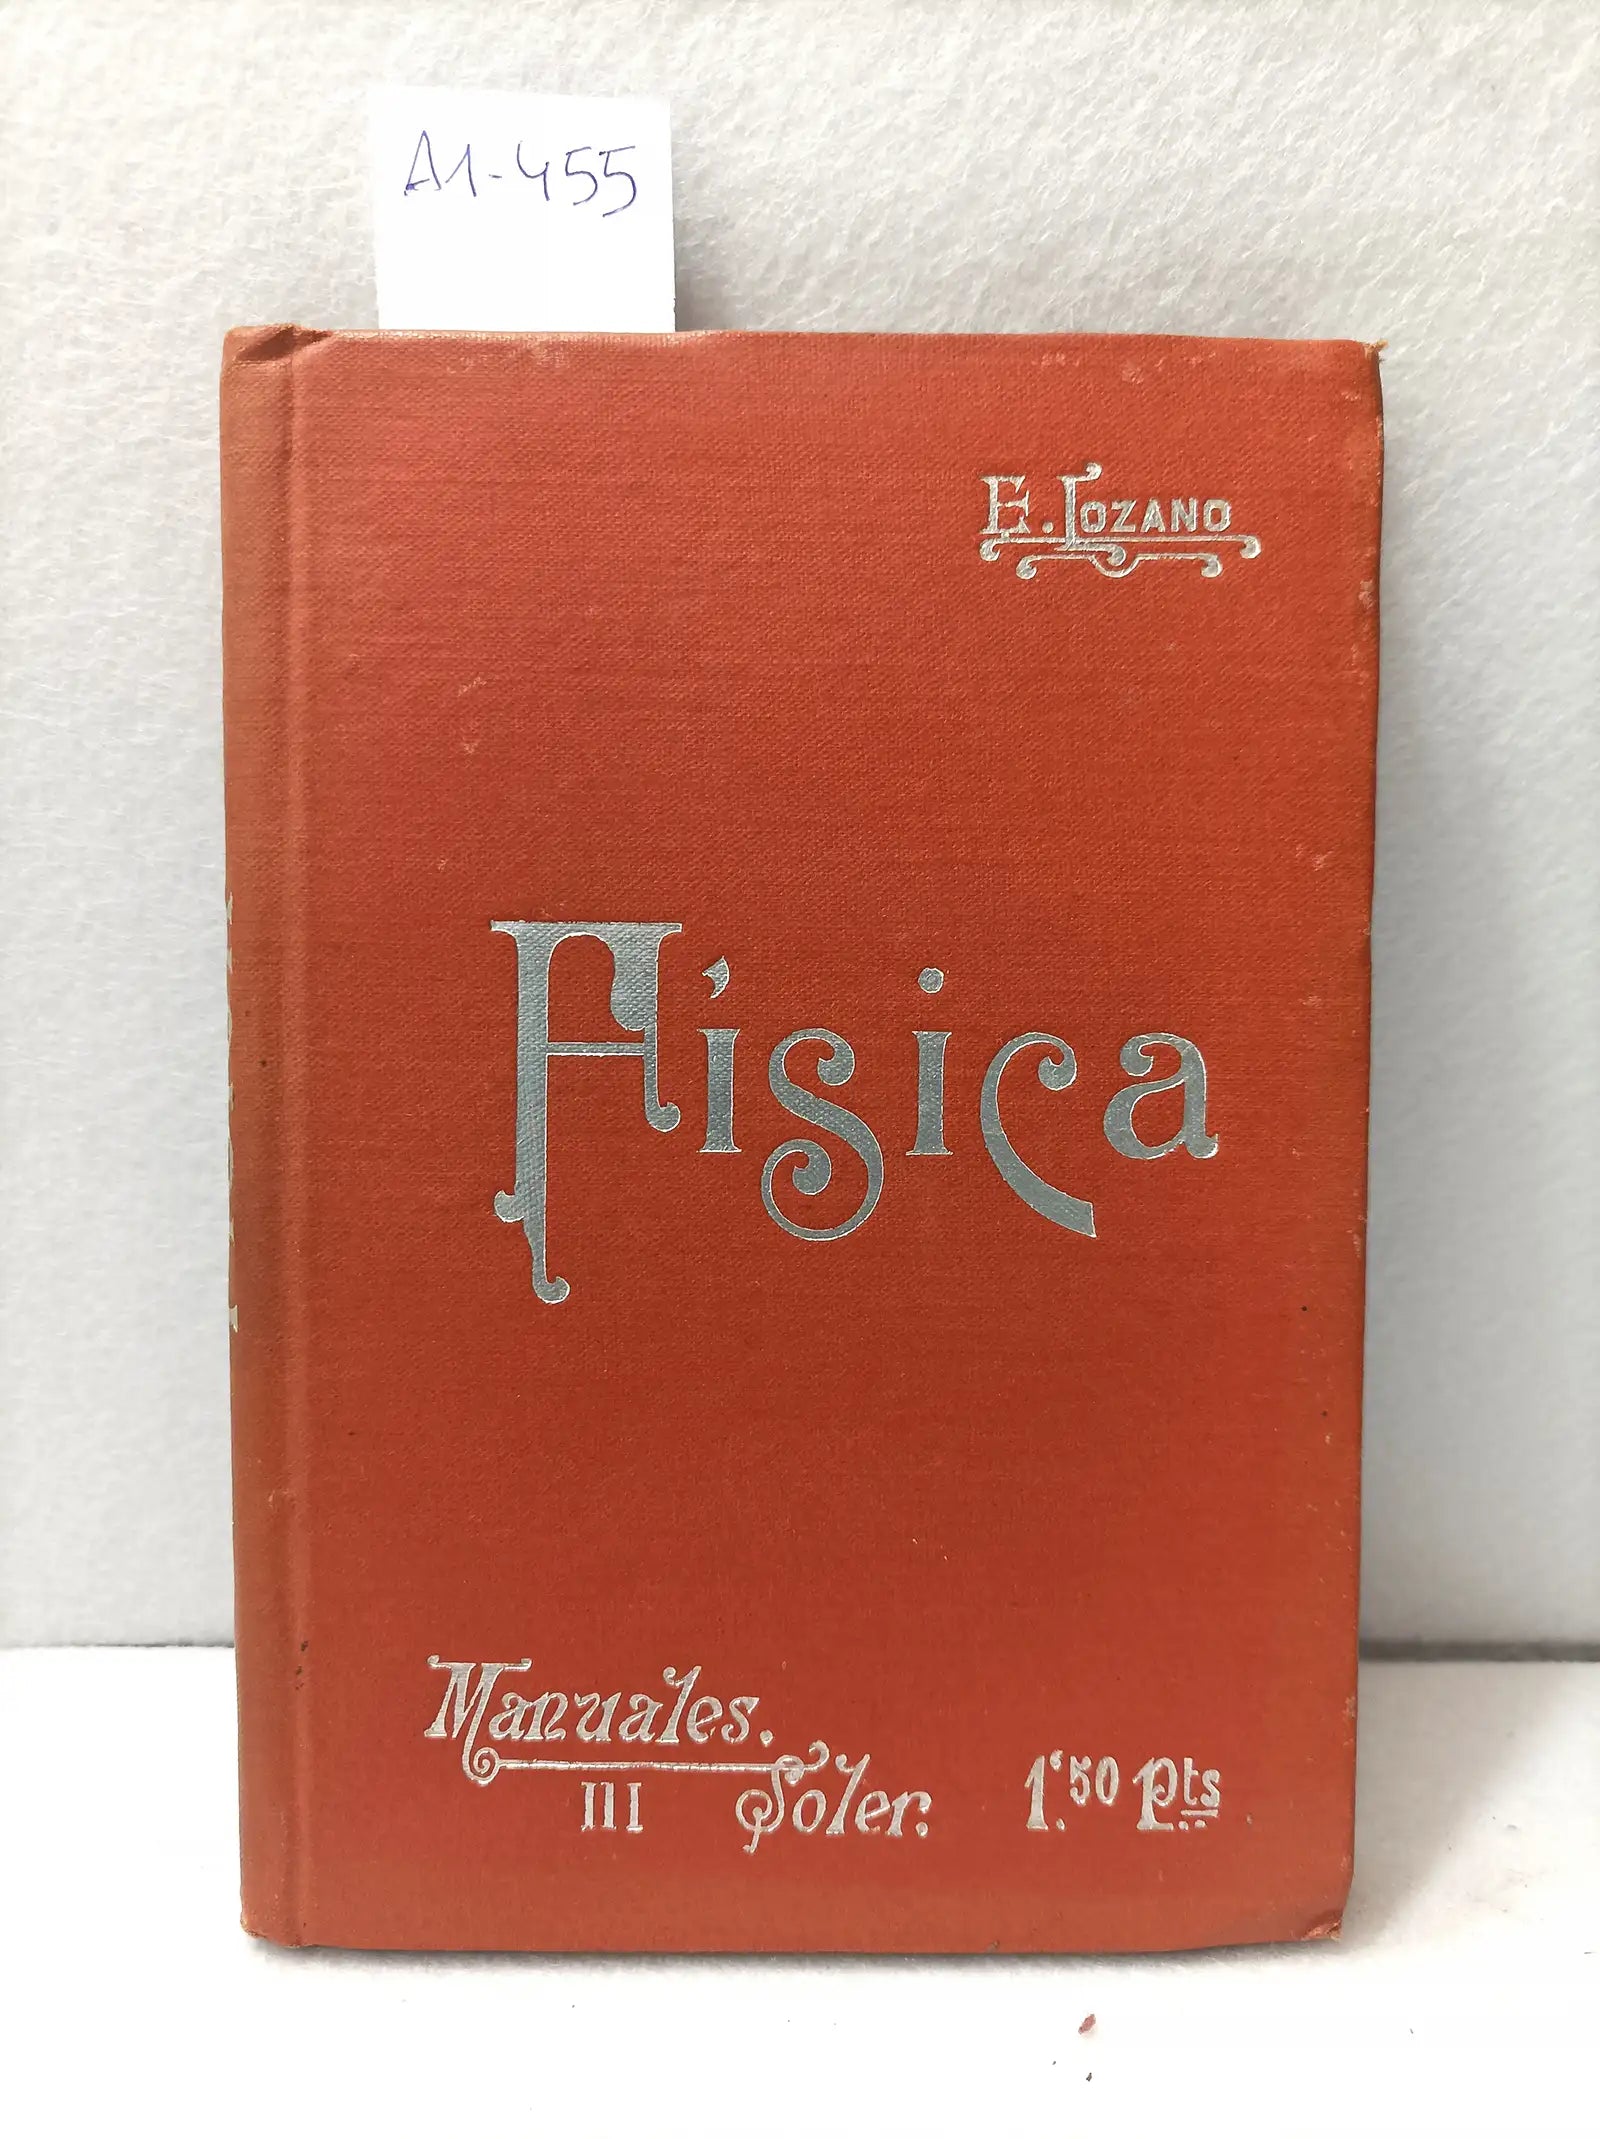 A1-455
E. LOZANO
Física
Manuales.
III Soler. 1'50 Pts